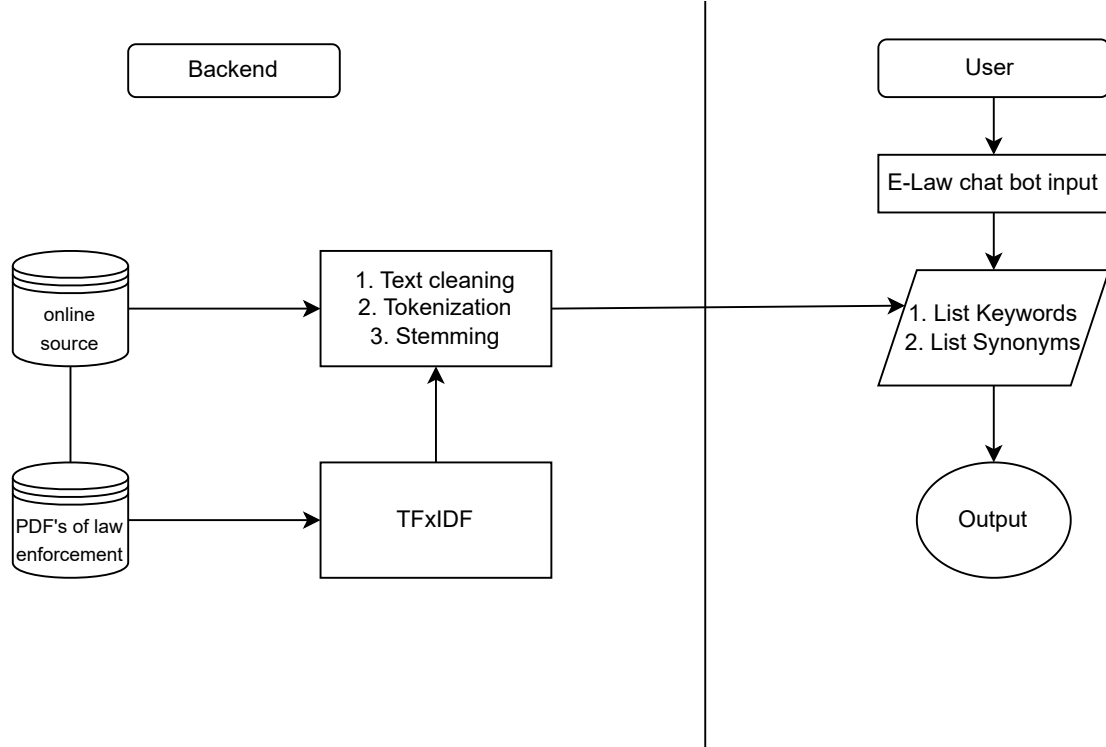 Backend
User
E-Law chat bot input
online
source
1. Text cleaning
2. Tokenization
3. Stemming
1. List Keywords
2. List Synonyms
PDF's of law
enforcement
TFxIDF
Output